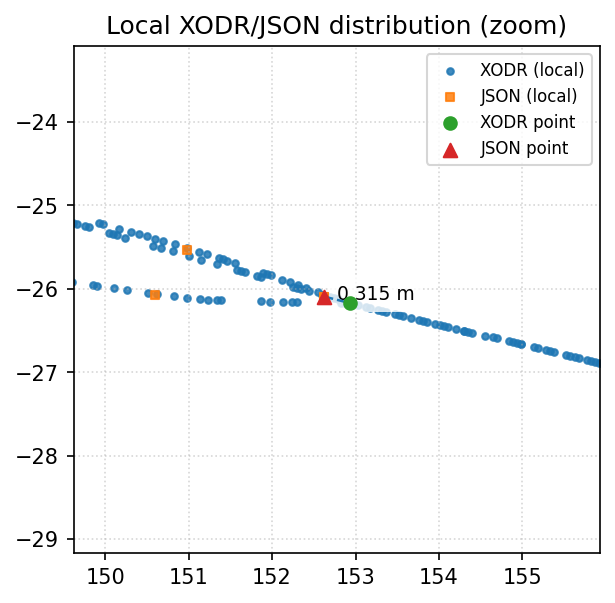 Local XODR/JSON distribution (zoom)
XODR (local)
JSON (local)
XODR point
JSON point
−24
−25
−26
−27
−28
−29
0.315 m
150
151
152
153
154
155